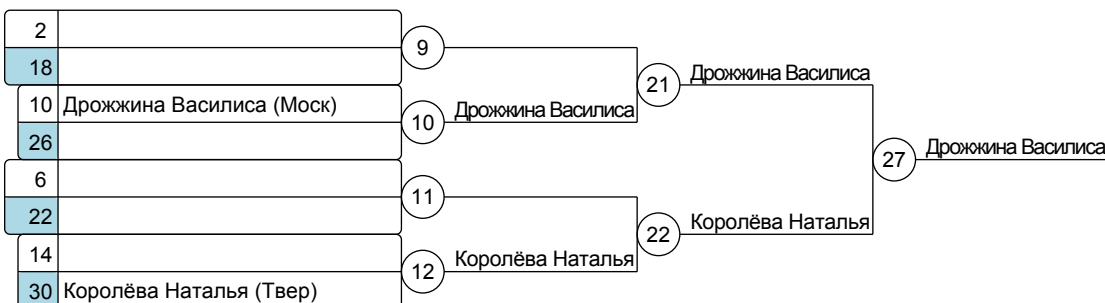 2
9
18
21 Дрожжина Василиса
10 Дрожжина Василиса (Моск)
10 Дрожжина Василиса
26
27 Дрожжина Василиса
6
11
22
22 Королёва Наталья
14
12 Королёва Наталья
30 Королёва Наталья (Твер)